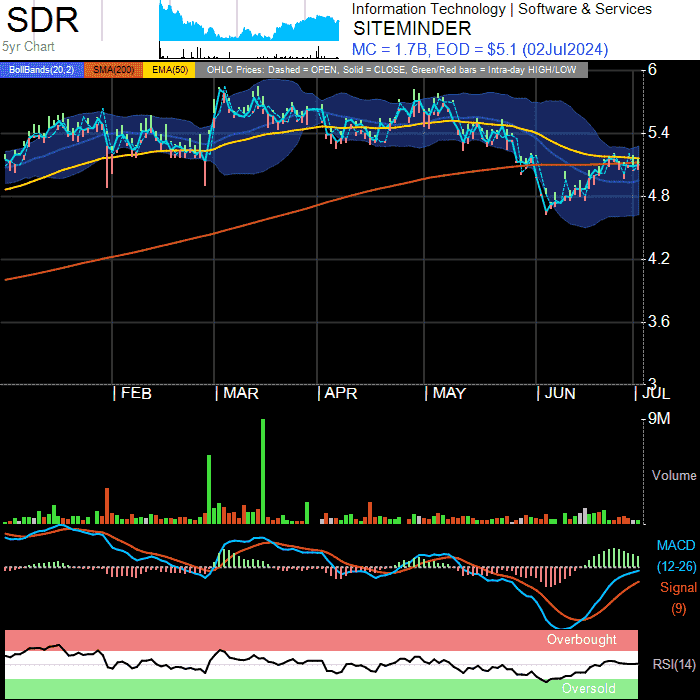 SDR
5yr Chart
Information Technology | Software & Services
SITEMINDER
MC = 1.7B, EOD = $5.1 (02Jul2024)
BollBands(20,2) SMA(200) EMA(50) OHLC Prices: Dashed = OPEN, Solid = CLOSE, Green/Red bars = Intra-day HIGH/LOW
6
5.4
4.8
4.2
3.6
3
FEB MAR APR MAY JUN JUL
9M
Volume
MACD
(12-26)
Signal
(9)
Overbought
RSI(14)
Oversold